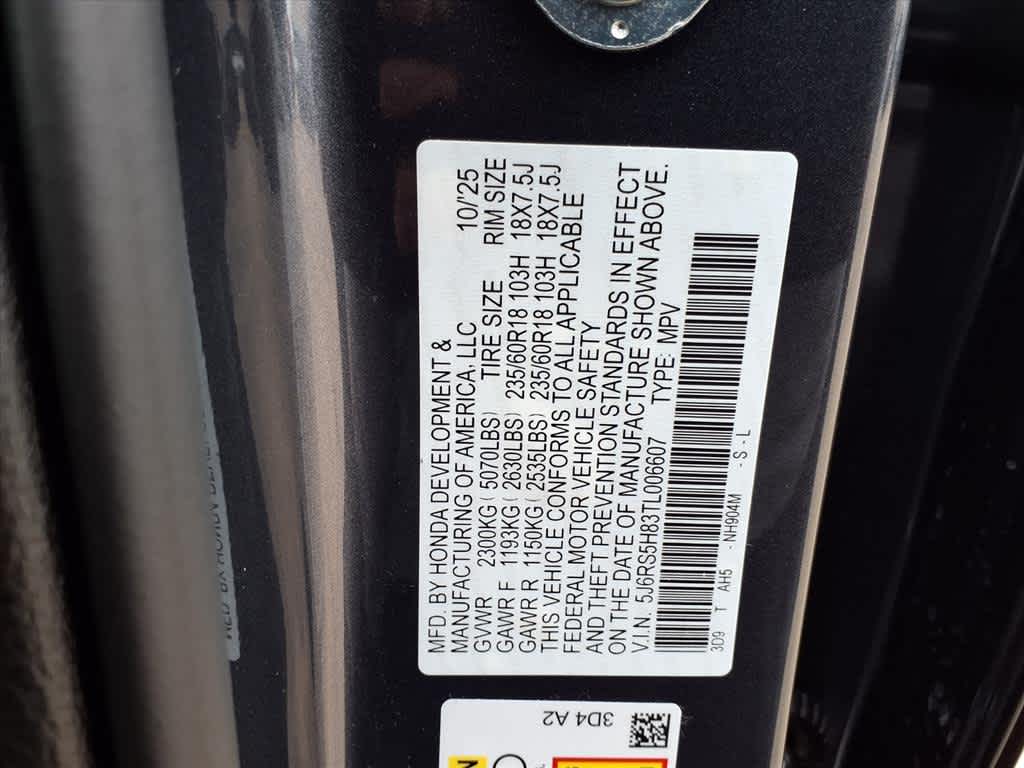 MFD. BY HONDA DEVELOPMENT &
MANUFACTURING OF AMERICA, LLC 10/'25
GVWR 2300KG( 5070LBS) TIRE SIZE RIM SIZE
GAWR F 1193KG( 2630LBS) 235/60R18 103H 18X7.5J
GAWR R 1150KG( 2535LBS) 235/60R18 103H 18X7.5J
THIS VEHICLE CONFORMS TO ALL APPLICABLE
FEDERAL MOTOR VEHICLE SAFETY
AND THEFT PREVENTION STANDARDS IN EFFECT
ON THE DATE OF MANUFACTURE SHOWN ABOVE.
V.I.N. 5J6RS5H83TL006607 TYPE: MPV
3D9 T AH5 - NH904M - S - L
3D4 A2